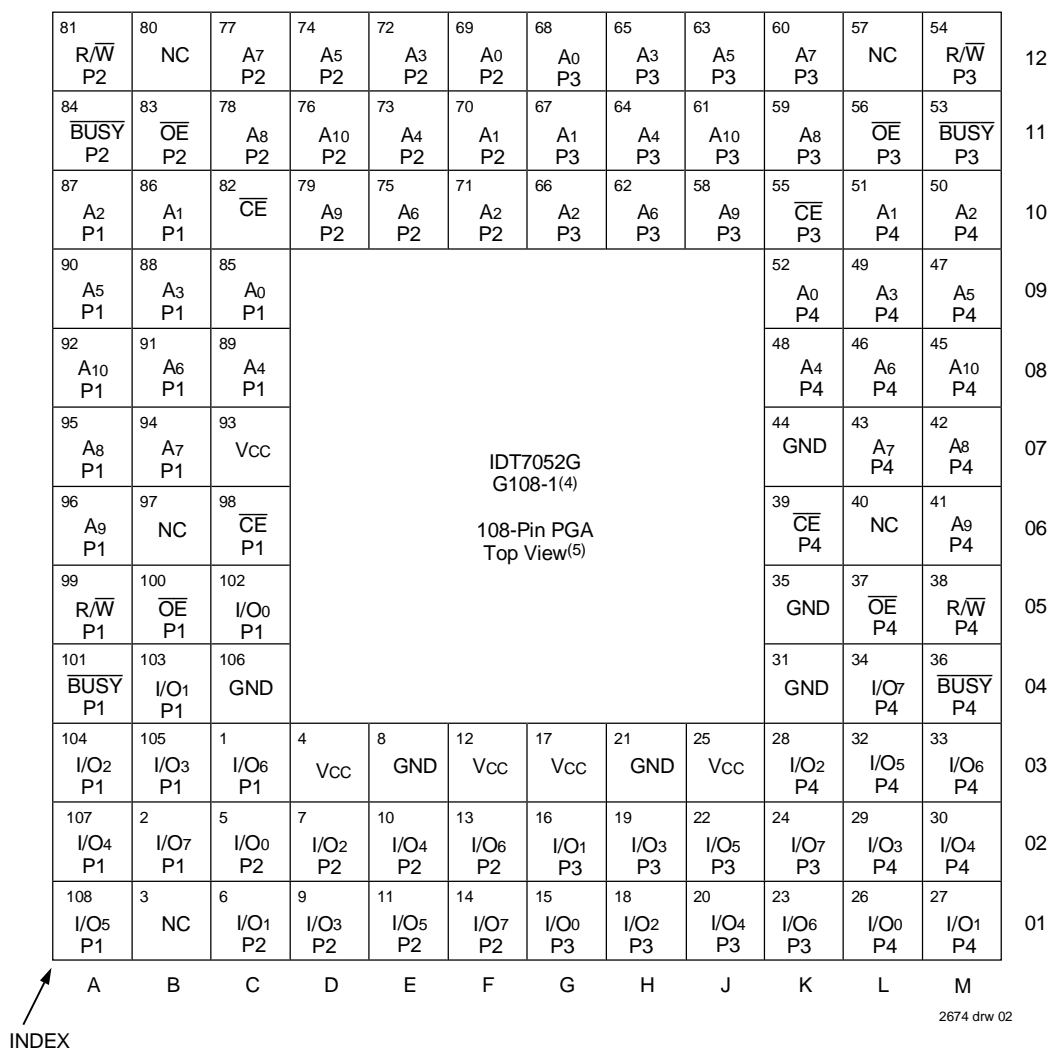 81 80 77 74 72 69 68 65 63 60 57 54
R/W NC A7 A5 A3 A0 A0 A3 A5 A7 NC R/W 12
P2 P2 P2 P2 P2 P3 P3 P3 P3 P3
84 83 78 76 73 70 67 64 61 59 56 53
BUSY OE A8 A10 A4 A1 A1 A4 A10 A8 OE BUSY 11
P2 P2 P2 P2 P2 P2 P3 P3 P3 P3 P3 P3
87 86 82 79 75 71 66 62 58 55 51 50
A2 A1 CE A9 A6 A2 A2 A6 A9 CE A1 A2 10
P1 P1 P2 P2 P2 P3 P3 P3 P3 P4 P4
90 88 85 52 49 47
A5 A3 A0 A0 A3 A5 09
P1 P1 P1 P4 P4 P4
92 91 89 48 46 45
A10 A6 A4 A4 A6 A10 08
P1 P1 P1 P4 P4 P4
95 94 93 44 43 42
A8 A7 VCC GND A7 A8 07
P1 P1 P4 P4
IDT7052G
G108-1(4)
108-Pin PGA
Top View(5)
96 97 98 39 40 41
A9 NC CE CE NC A9 06
P1 P1 P4 P4
99 100 102 35 37 38
R/W OE I/O0 GND OE R/W 05
P1 P1 P1 P4 P4
101 103 106 31 34 36
BUSY I/O1 GND GND I/O7 BUSY 04
P1 P1 P4 P4
104 105 1 4 8 12 17 21 25 28 32 33
I/O2 I/O3 I/O6 VCC GND VCC VCC GND VCC I/O2 I/O5 I/O6 03
P1 P1 P1 P4 P4 P4
107 2 5 7 10 13 16 19 22 24 29 30
I/O4 I/O7 I/O0 I/O2 I/O4 I/O6 I/O1 I/O3 I/O5 I/O7 I/O3 I/O4 02
P1 P1 P2 P2 P2 P2 P3 P3 P3 P3 P4 P4
108 3 6 9 11 14 15 18 20 23 26 27
I/O5 NC I/O1 I/O3 I/O5 I/O7 I/O0 I/O2 I/O4 I/O6 I/O0 I/O1 01
P1 P2 P2 P2 P2 P3 P3 P3 P3 P4 P4
A B C D E F G H J K L M
2674 drw 02
INDEX